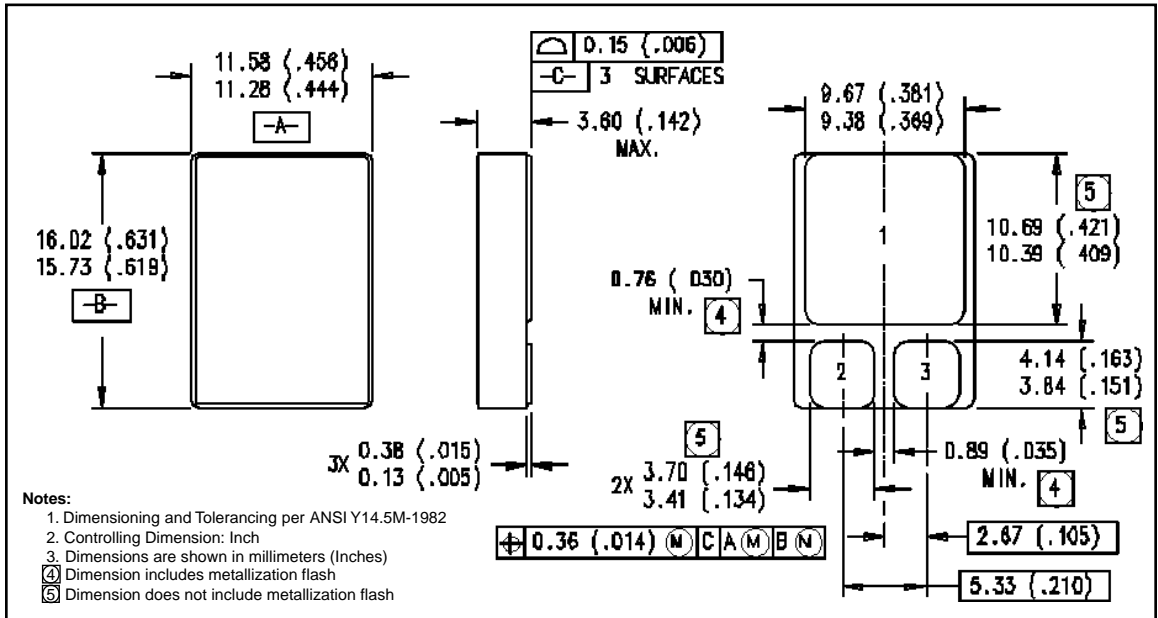 11.58 (.456)
11.28 (.444)
-A-
0.15 (.006)
-C- 3 SURFACES
3.60 (.142)
MAX.
9.67 (.381)
9.38 (.369)
16.02 (.631)
15.73 (.619)
-B-
1
5
10.69 (.421)
10.39 ( 409)
0.76 ( 030)
MIN. 4
2
3
4.14 (.163)
3.84 (.151)
5
3X 0.38 (.015)
0.13 (.005)
5
2X 3.70 (.146)
3.41 (.134)
0.89 (.035)
MIN. 4
0.36 (.014) M C A M B M
2.67 (.105)
5.33 (.210)
Notes:
1. Dimensioning and Tolerancing per ANSI Y14.5M-1982
2. Controlling Dimension: Inch
3. Dimensions are shown in millimeters (Inches)
4 Dimension includes metallization flash
5 Dimension does not include metallization flash